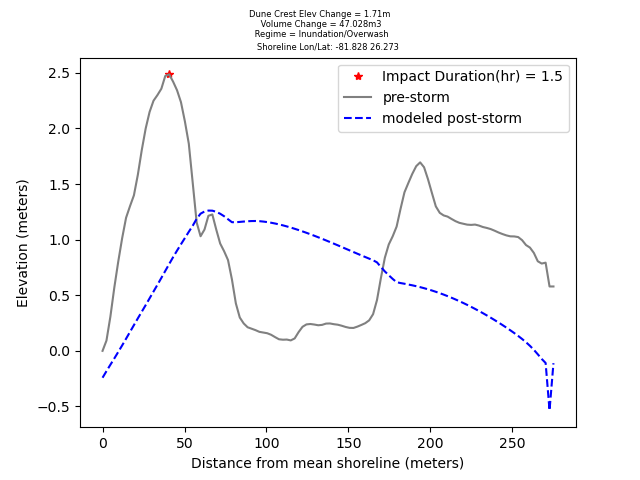 Dune Crest Elev Change = 1.71m
Volume Change = 47.028m3
Regime = Inundation/Overwash
Shoreline Lon/Lat: -81.828 26.273
Impact Duration(hr) = 1.5
pre-storm
modeled post-storm
Elevation (meters)
2.5
2.0
1.5
1.0
0.5
0.0
−0.5
0 50 100 150 200 250
Distance from mean shoreline (meters)